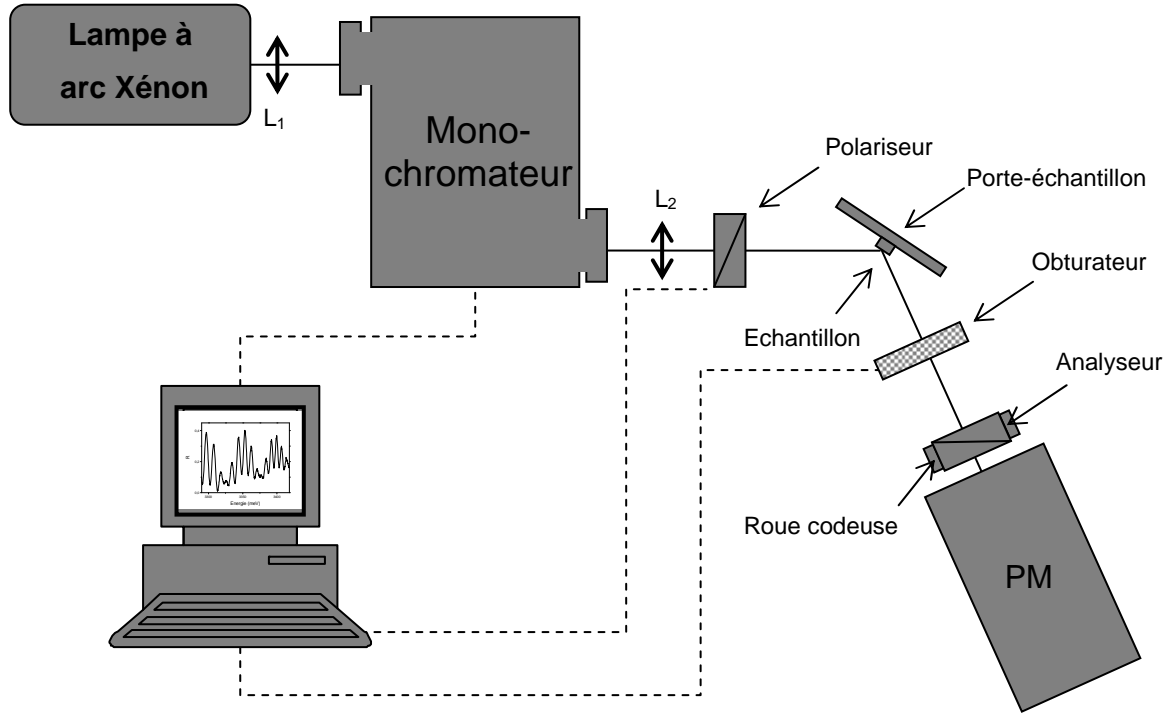 Lampe à
arc Xénon
L₁
Mono-
chromateur
L₂
Polariseur
Porte-échantillon
Echantillon
Obturateur
Analyseur
Roue codeuse
PM
R
Energie (meV)